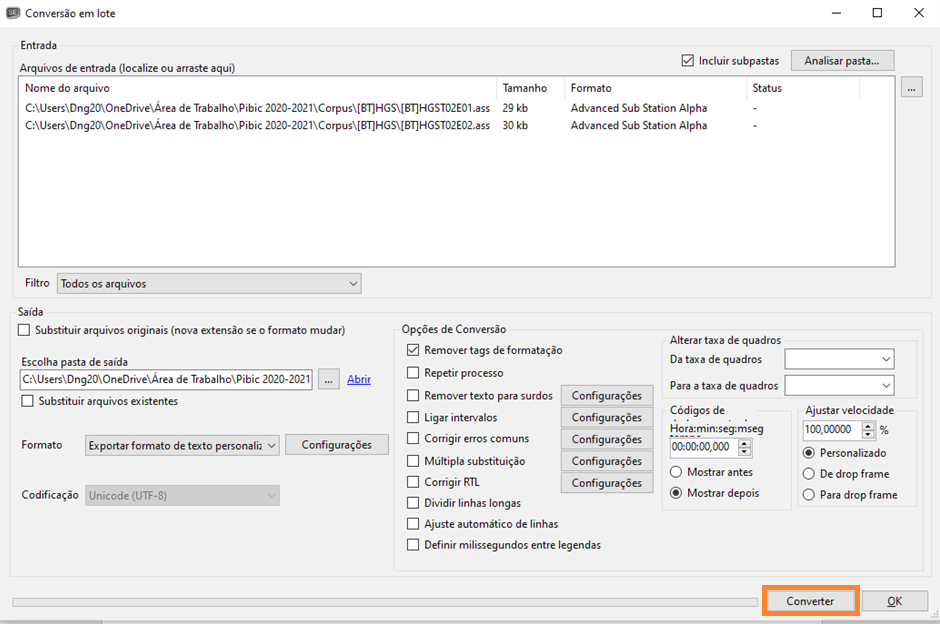 SE Conversão em lote
Entrada
Arquivos de entrada (localize ou arraste aqui)
Incluir subpastas
Analisar pasta...
Nome do arquivo Tamanho Formato Status
C:\Users\Dng20\OneDrive\Área de Trabalho\Pibic 2020-2021\Corpus\[BT]HGS\[BT]HGST02E01.ass 29 kb Advanced Sub Station Alpha -
C:\Users\Dng20\OneDrive\Área de Trabalho\Pibic 2020-2021\Corpus\[BT]HGS\[BT]HGST02E02.ass 30 kb Advanced Sub Station Alpha -
...
Filtro Todos os arquivos
Saída
Substituir arquivos originais (nova extensão se o formato mudar)
Escolha pasta de saída
C:\Users\Dng20\OneDrive\Área de Trabalho\Pibic 2020-2021 ... Abrir
Substituir arquivos existentes
Formato Exportar formato de texto personaliz Configurações
Codificação Unicode (UTF-8)
Opções de Conversão
Remover tags de formatação
Repetir processo
Remover texto para surdos Configurações
Ligar intervalos Configurações
Corrigir erros comuns Configurações
Múltipla substituição Configurações
Corrigir RTL Configurações
Dividir linhas longas
Ajuste automático de linhas
Definir milissegundos entre legendas
Alterar taxa de quadros
Da taxa de quadros
Para a taxa de quadros
Códigos de
Hora:min:seg:mseg
00:00:00,000
Mostrar antes
Mostrar depois
Ajustar velocidade
100,00000 %
Personalizado
De drop frame
Para drop frame
Converter OK